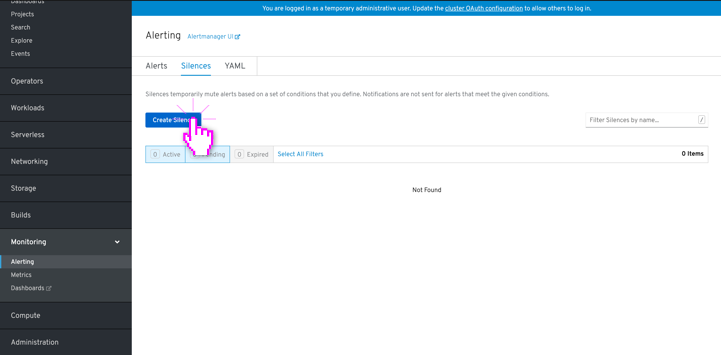 Dashboards
Projects
Search
Explore
Events
Operators
Workloads
Serverless
Networking
Storage
Builds
Monitoring
Alerting
Metrics
Dashboards
Compute
Administration
You are logged in as a temporary administrative user. Update the cluster OAuth configuration to allow others to log in.
Alerting Alertmanager UI
Alerts Silences YAML
Silences temporarily mute alerts based on a set of conditions that you define. Notifications are not sent for alerts that meet the given conditions.
Create Silence
Filter Silences by name... /
0 Active
0 Expired Select All Filters 0 Items
Not Found